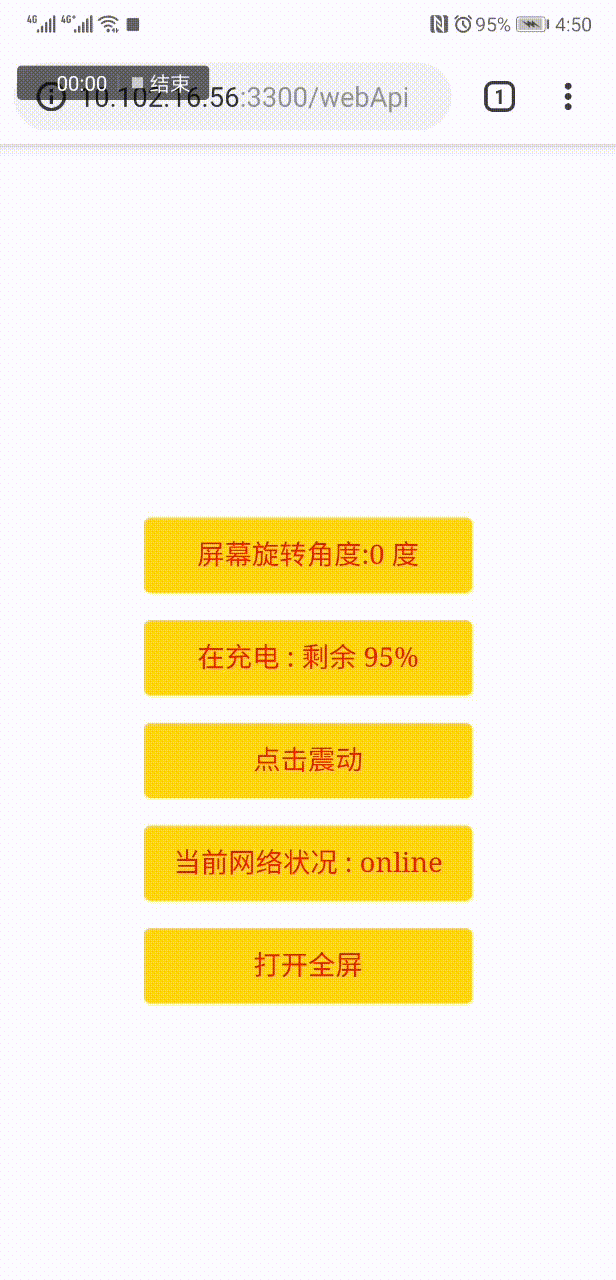 4G 4G+ 95% 4:50
00:00 结束
10.102.16.56:3300/webApi 1
屏幕旋转角度:0 度
在充电 : 剩余 95%
点击震动
当前网络状况 : online
打开全屏